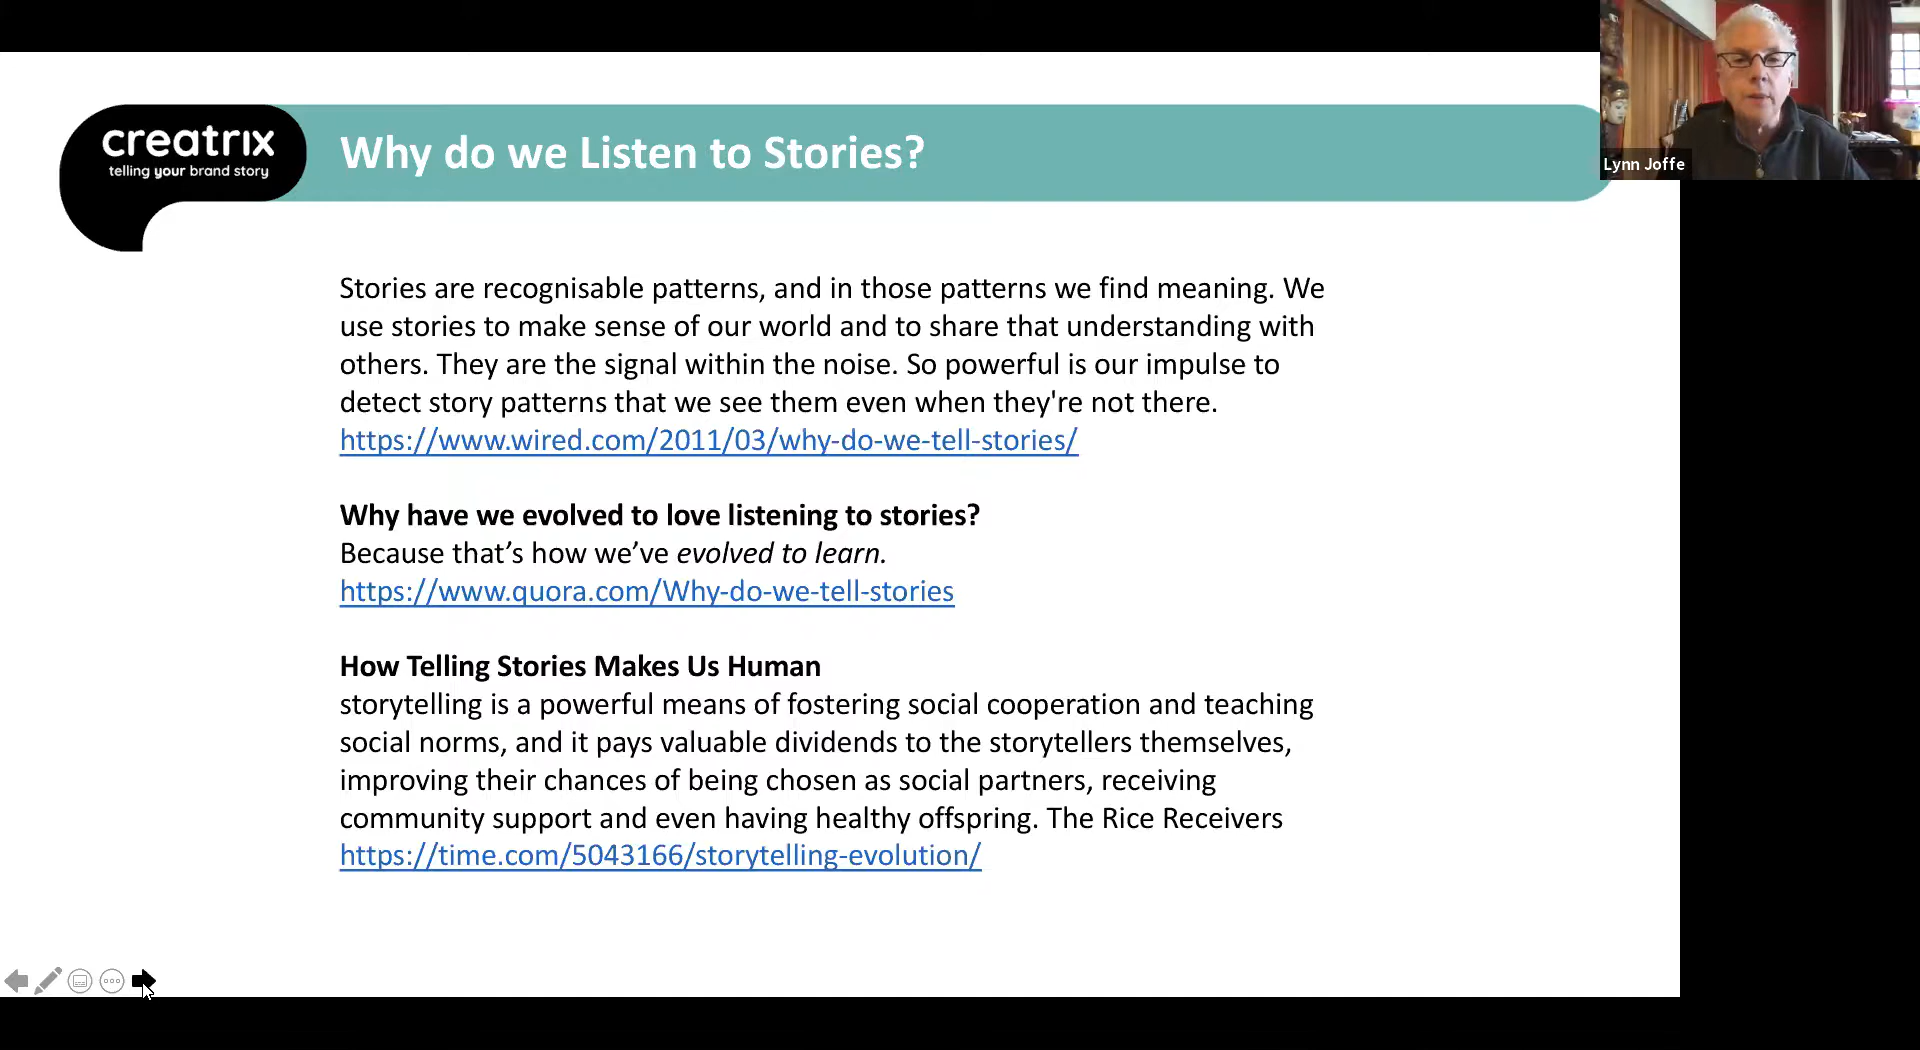 creatrix
telling your brand story
Why do we Listen to Stories?
Lynn Joffe
Stories are recognisable patterns, and in those patterns we find meaning. We
use stories to make sense of our world and to share that understanding with
others. They are the signal within the noise. So powerful is our impulse to
detect story patterns that we see them even when they're not there.
https://www.wired.com/2011/03/why-do-we-tell-stories/
Why have we evolved to love listening to stories?
Because that’s how we’ve evolved to learn.
https://www.quora.com/Why-do-we-tell-stories
How Telling Stories Makes Us Human
storytelling is a powerful means of fostering social cooperation and teaching
social norms, and it pays valuable dividends to the storytellers themselves,
improving their chances of being chosen as social partners, receiving
community support and even having healthy offspring. The Rice Receivers
https://time.com/5043166/storytelling-evolution/